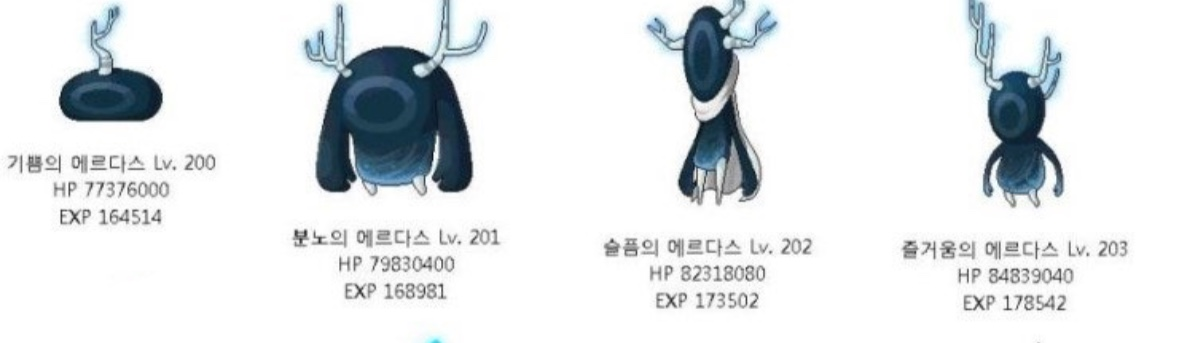 기쁨의 에르다스 Lv. 200
HP 77376000
EXP 164514
분노의 에르다스 Lv. 201
HP 79830400
EXP 168981
슬픔의 에르다스 Lv. 202
HP 82318080
EXP 173502
즐거움의 에르다스 Lv. 203
HP 84839040
EXP 178542